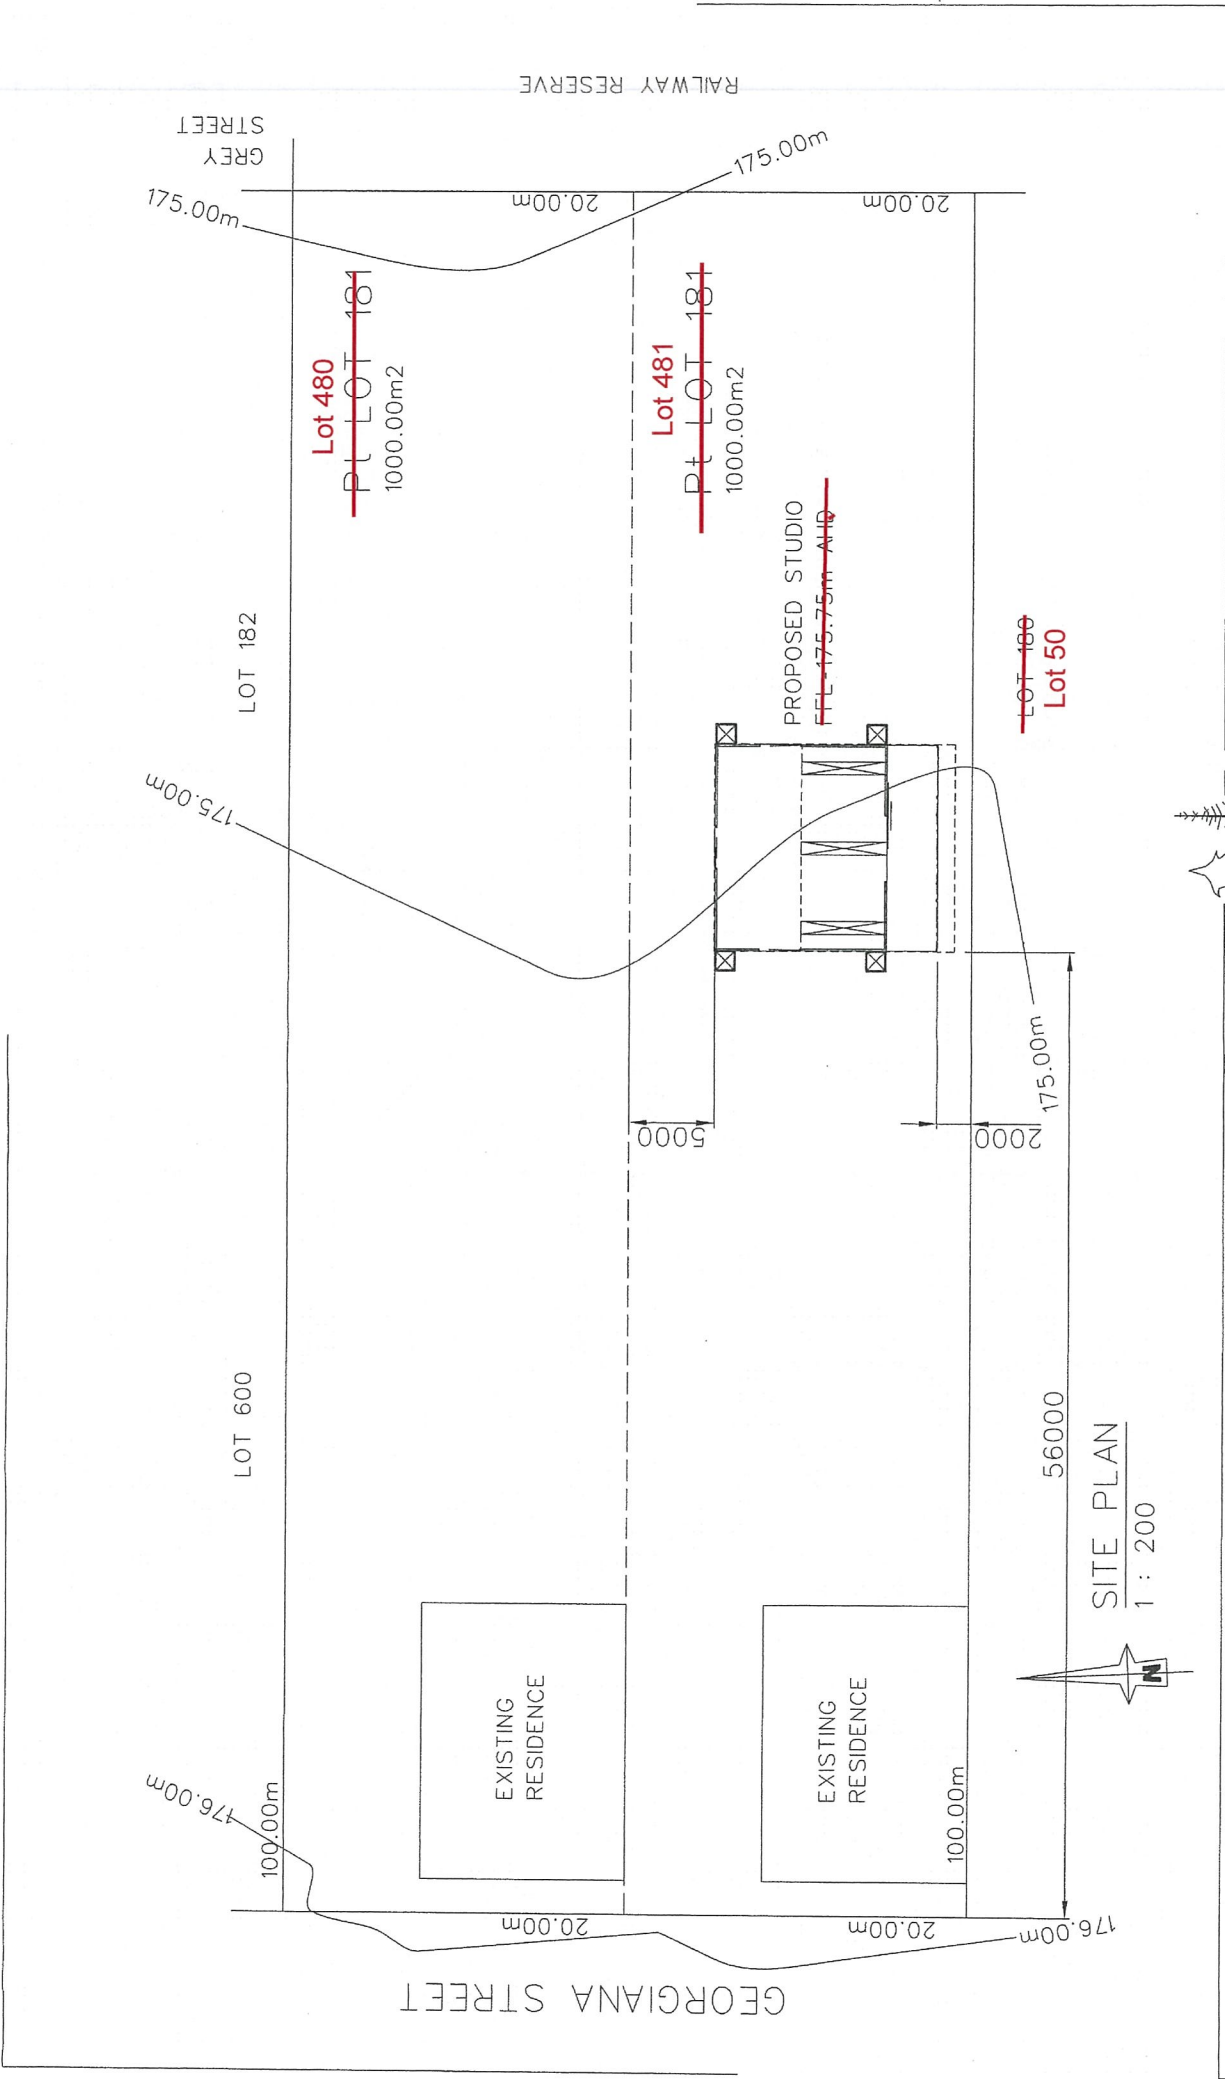 RAILWAY RESERVE
GREY
STREET
175.00m
175.00m
20.00m
20.00m
Lot 480
Pt LOT 181
1000.00m2
Lot 481
Pt LOT 181
1000.00m2
PROPOSED STUDIO
FFL-175.75m AHD
LOT 182
LOT 180
Lot 50
175.00m
175.00m
5000
2000
LOT 600
56000
EXISTING
RESIDENCE
EXISTING
RESIDENCE
100.00m
100.00m
176.00m
176.00m
20.00m
20.00m
GEORGIANA STREET
SITE PLAN
1 : 200
N